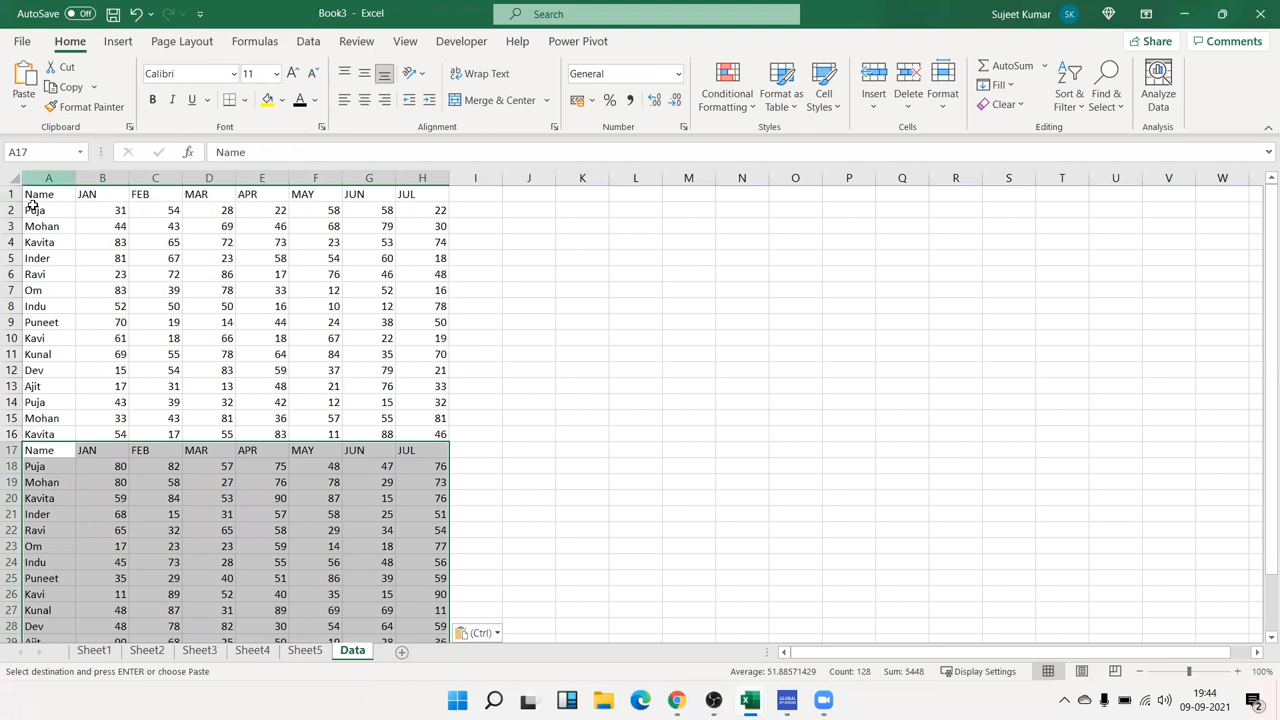 AutoSave Off Book3 - Excel Search Sujeet Kumar SK
File Home Insert Page Layout Formulas Data Review View Developer Help Power Pivot Share Comments
Paste Cut Copy Format Painter Calibri 11 B I U A Wrap Text Merge & Center General % , Conditional Formatting Format as Table Cell Styles Insert Delete Format AutoSum Fill Clear Sort & Filter Find & Select Analyze Data
Clipboard Font Alignment Number Styles Cells Editing Analysis
A17 fx Name
A B C D E F G H I J K L M N O P Q R S T U V W
1 Name JAN FEB MAR APR MAY JUN JUL
2 Puja 31 54 28 22 58 58 22
3 Mohan 44 43 69 46 68 79 30
4 Kavita 83 65 72 73 23 53 74
5 Inder 81 67 23 58 54 60 18
6 Ravi 23 72 86 17 76 46 48
7 Om 83 39 78 33 12 52 16
8 Indu 52 50 50 16 10 12 78
9 Puneet 70 19 14 44 24 38 50
10 Kavi 61 18 66 18 67 22 19
11 Kunal 69 55 78 64 84 35 70
12 Dev 15 54 83 59 37 79 21
13 Ajit 17 31 13 48 21 76 33
14 Puja 43 39 32 42 12 15 32
15 Mohan 33 43 81 36 57 55 81
16 Kavita 54 17 55 83 11 88 46
17 Name JAN FEB MAR APR MAY JUN JUL
18 Puja 80 82 57 75 48 47 76
19 Mohan 80 58 27 76 78 29 73
20 Kavita 59 84 53 90 87 15 76
21 Inder 68 15 31 57 58 25 51
22 Ravi 65 32 65 58 29 34 54
23 Om 17 23 23 59 14 18 77
24 Indu 45 73 28 55 56 48 56
25 Puneet 35 29 40 51 86 39 59
26 Kavi 11 89 52 40 35 15 90
27 Kunal 48 87 31 89 69 69 11
28 Dev 48 78 82 30 54 64 59
29 Ajit 90 68 25 50 19 28 36
(Ctrl)
Sheet1 Sheet2 Sheet3 Sheet4 Sheet5 Data
Select destination and press ENTER or choose Paste Average: 51.88571429 Count: 128 Sum: 5448 Display Settings 100%
19:44
09-09-2021
2